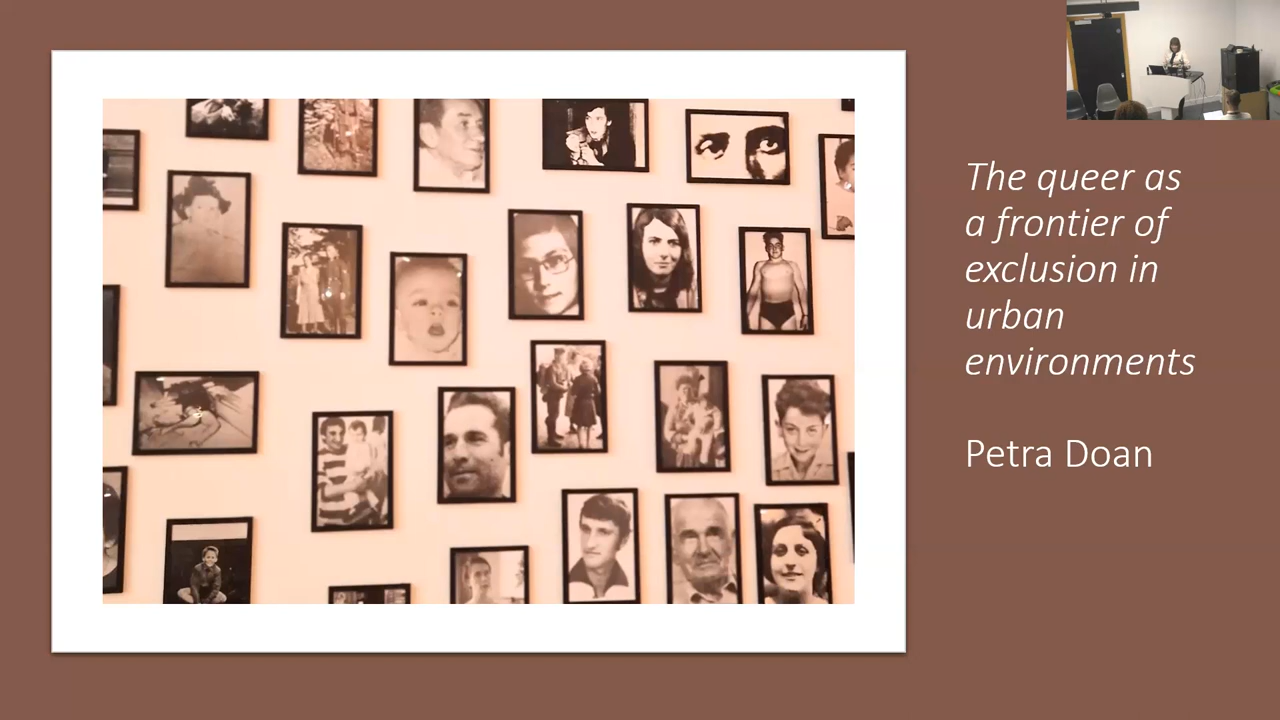 The queer as
a frontier of
exclusion in
urban
environments
Petra Doan